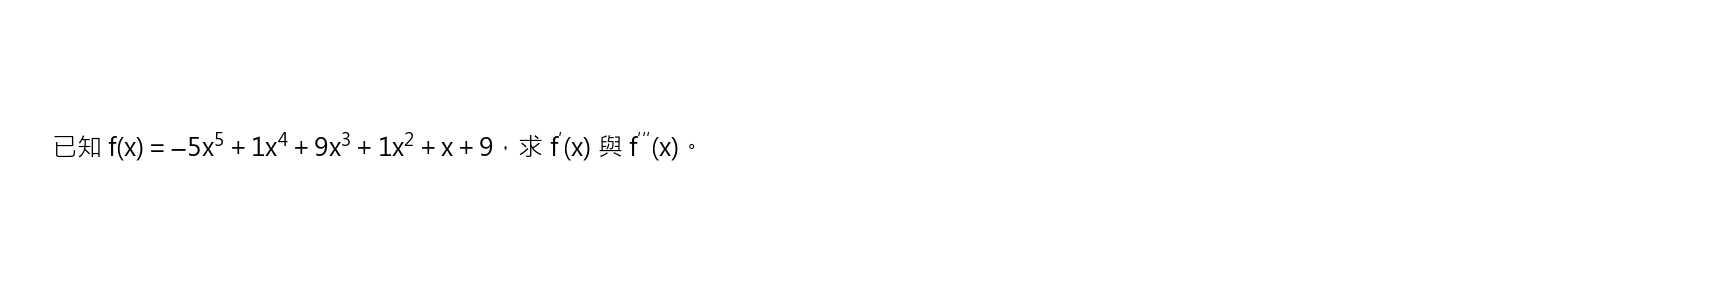 已知 f(x) = –5x⁵ + 1x⁴ + 9x³ + 1x² + x + 9，求 f′(x) 與 f′′′(x)。